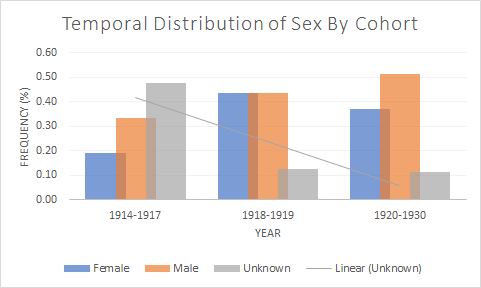 Temporal Distribution of Sex By Cohort
0.60
0.50
0.40
0.30
0.20
0.10
0.00
FREQUENCY (%)
1914-1917 1918-1919 1920-1930
YEAR
Female Male Unknown Linear (Unknown)